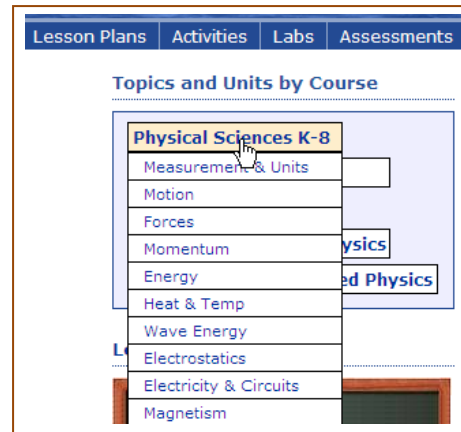 Lesson Plans Activities Labs Assessments
Topics and Units by Course
Physical Sciences K-8
Measurement & Units
Motion
Forces
Momentum
ysics
Energy
ed Physics
Heat & Temp
Wave Energy
Electrostatics
Electricity & Circuits
Magnetism